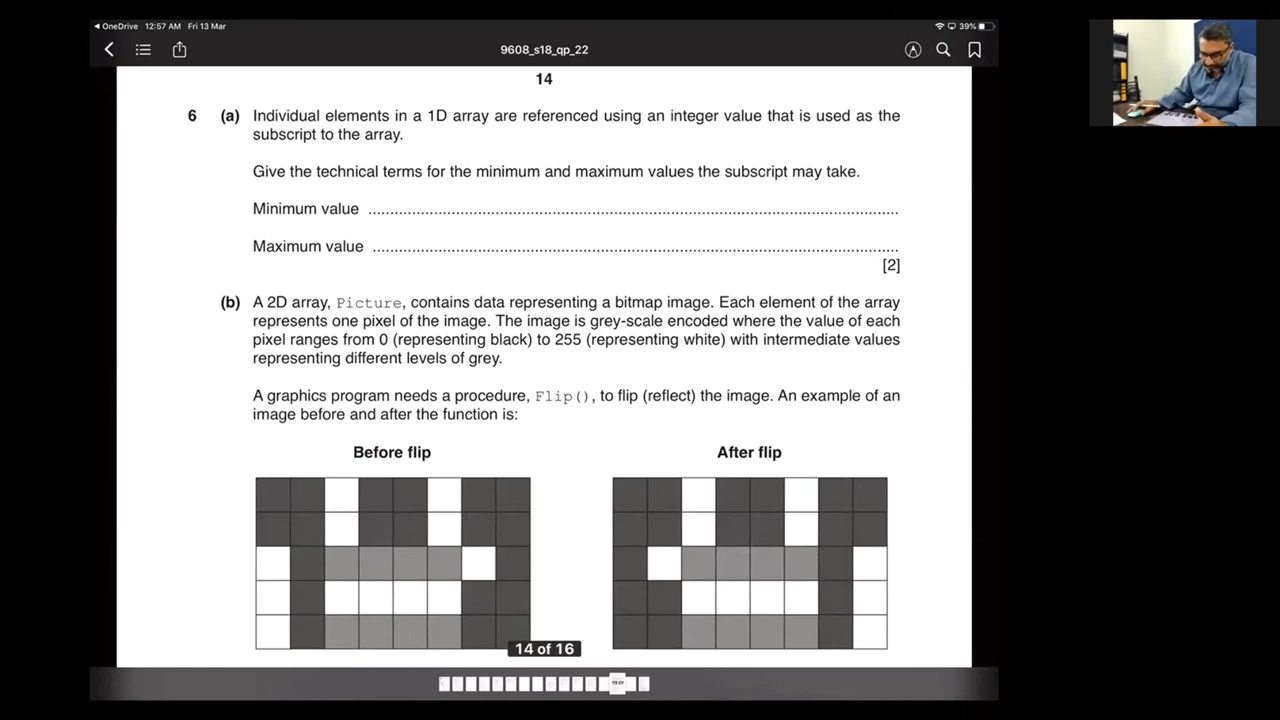 OneDrive 12:57 AM Fri 13 Mar
39%
9608_s18_qp_22
14
6 (a) Individual elements in a 1D array are referenced using an integer value that is used as the
subscript to the array.
Give the technical terms for the minimum and maximum values the subscript may take.
Minimum value ..........................................................................................................................
Maximum value .........................................................................................................................
[2]
(b) A 2D array, Picture, contains data representing a bitmap image. Each element of the array
represents one pixel of the image. The image is grey-scale encoded where the value of each
pixel ranges from 0 (representing black) to 255 (representing white) with intermediate values
representing different levels of grey.
A graphics program needs a procedure, Flip(), to flip (reflect) the image. An example of an
image before and after the function is:
Before flip After flip
14 of 16